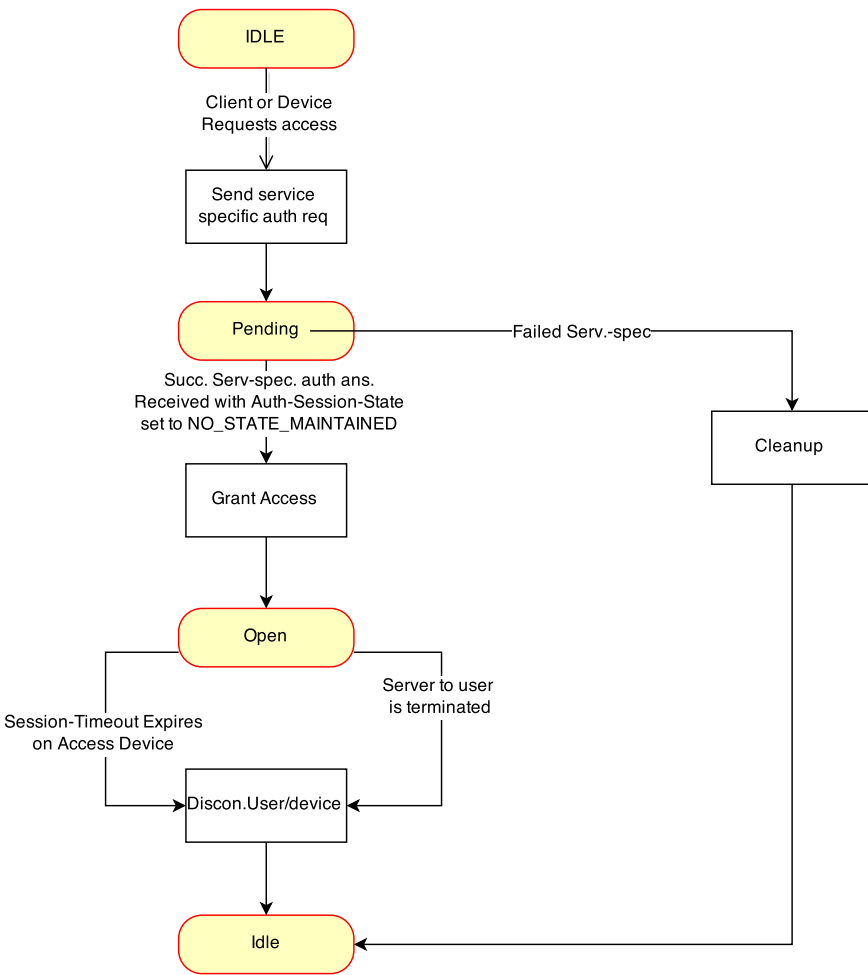 IDLE
Client or Device
Requests access
Send service
specific auth req
Pending
Failed Serv.-spec
Succ. Serv-spec. auth ans.
Received with Auth-Session-State
set to NO_STATE_MAINTAINED
Cleanup
Grant Access
Open
Server to user
is terminated
Session-Timeout Expires
on Access Device
Discon.User/device
Idle